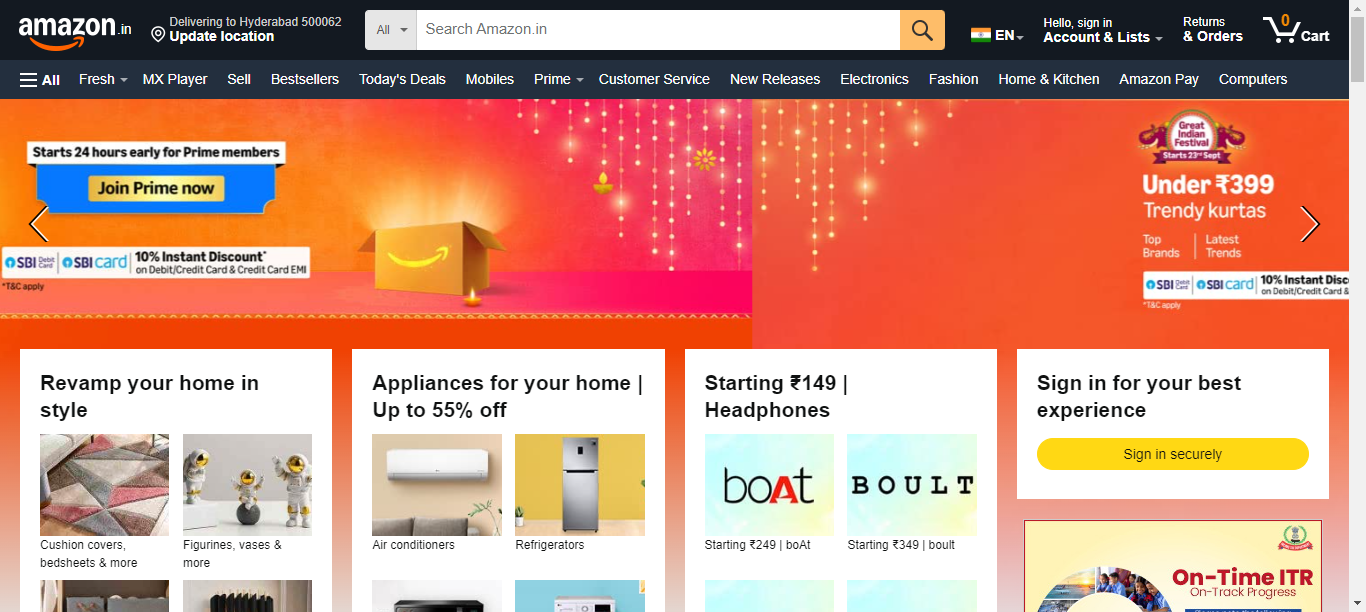 amazon.in
Delivering to Hyderabad 500062
Update location
All
Search Amazon.in
EN
Hello, sign in
Account & Lists
Returns
& Orders
0
Cart
All
Fresh
MX Player
Sell
Bestsellers
Today's Deals
Mobiles
Prime
Customer Service
New Releases
Electronics
Fashion
Home & Kitchen
Amazon Pay
Computers
Starts 24 hours early for Prime members
Join Prime now
SBI Debit Card
SBI card
10% Instant Discount*
on Debit/Credit Card & Credit Card EMI
*T&C apply
Great
Indian
Festival
Starts 23rd Sept
Under ₹399
Trendy kurtas
Top
Brands
Latest
Trends
SBI Debit Card
SBI card
10% Instant Disc
on Debit/Credit Card &
*T&C apply
Revamp your home in
style
Cushion covers,
bedsheets & more
Figurines, vases &
more
Appliances for your home |
Up to 55% off
Air conditioners
Refrigerators
Starting ₹149 |
Headphones
boAt
BOULT
Starting ₹249 | boAt
Starting ₹349 | boult
Sign in for your best
experience
Sign in securely
On-Time ITR
On-Track Progress